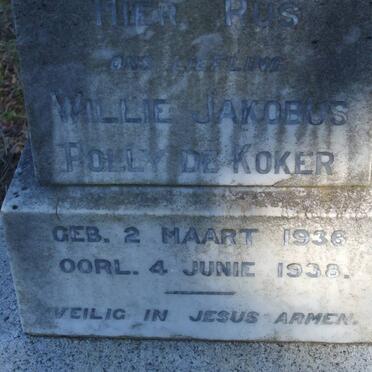 HIER RUS
ONS LIEFLING
WILLIE JAKOBUS
POLLY DE KOKER
GEB. 2 MAART 1936
OORL. 4 JUNIE 1938.
VEILIG IN JESUS ARMEN.